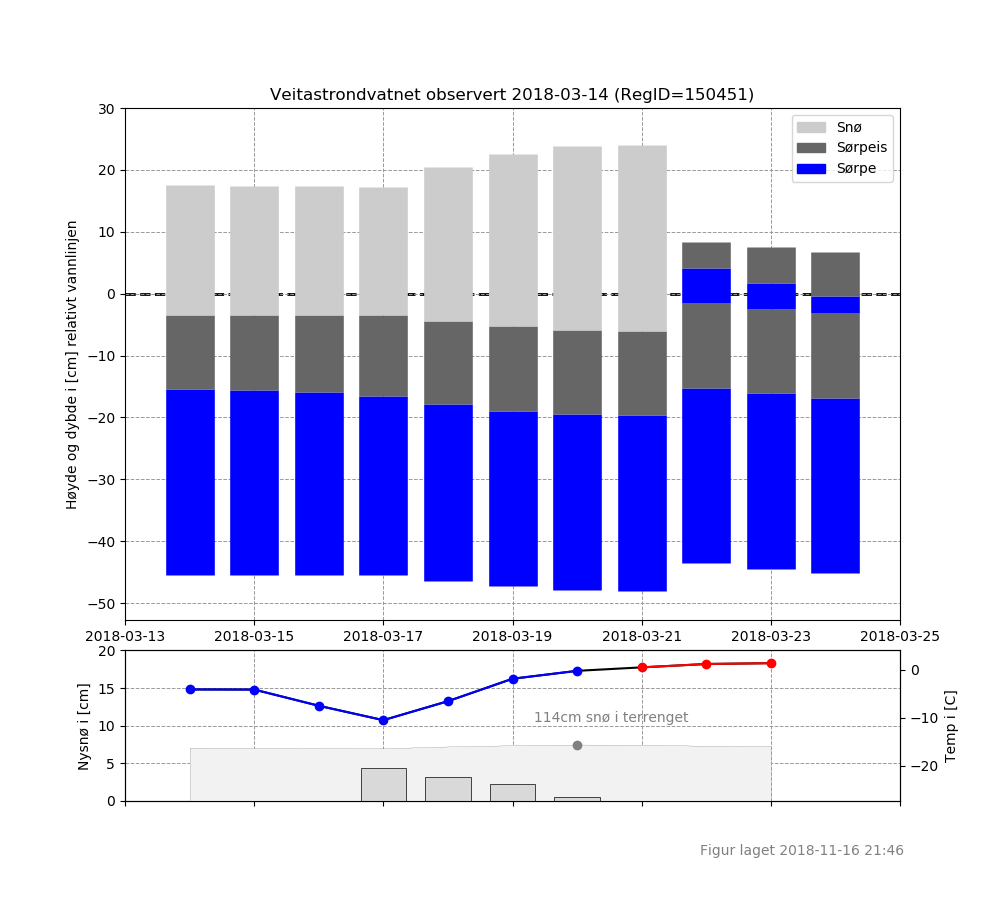 Veitastrondvatnet observert 2018-03-14 (RegID=150451)
Høyde og dybde i [cm] relativt vannlinjen
30
20
10
0
−10
−20
−30
−40
−50
Snø
Sørpeis
Sørpe
2018-03-13 2018-03-15 2018-03-17 2018-03-19 2018-03-21 2018-03-23 2018-03-25
Nysnø i [cm]
20
15
10
5
0
114cm snø i terrenget
0
−10
−20
Temp i [C]
Figur laget 2018-11-16 21:46